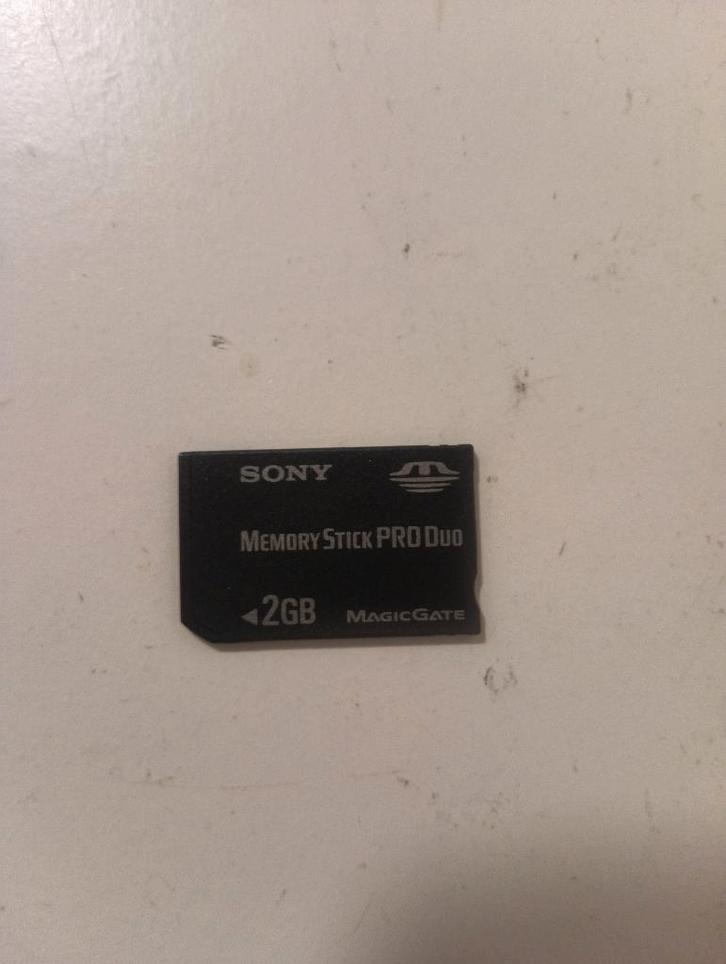 SONY
MEMORY STICK PRO DUO
◀2GB MAGICGATE